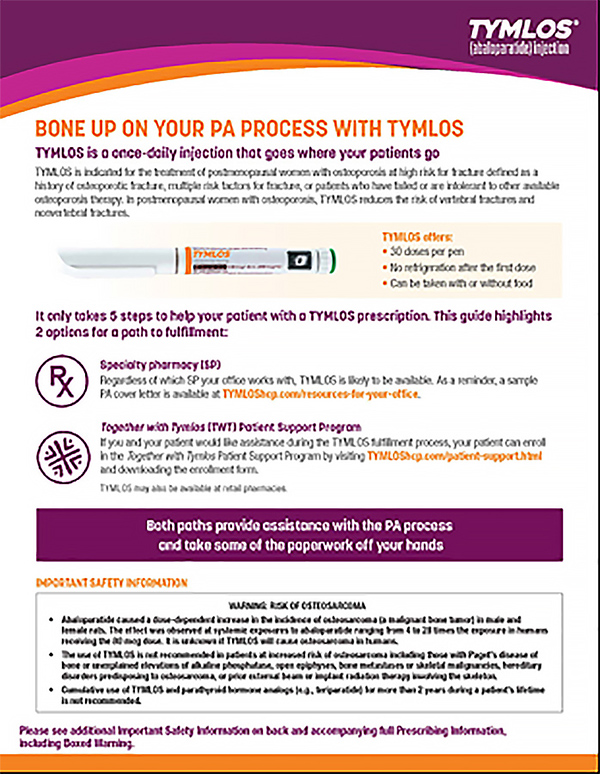 TYMLOS®
(abaloparatide) injection
BONE UP ON YOUR PA PROCESS WITH TYMLOS
TYMLOS is a once-daily injection that goes where your patients go
TYMLOS is indicated for the treatment of postmenopausal women with osteoporosis at high risk for fracture defined as a
history of osteoporotic fracture, multiple risk factors for fracture, or patients who have failed or are intolerant to other available
osteoporosis therapy. In postmenopausal women with osteoporosis, TYMLOS reduces the risk of vertebral fractures and
nonvertebral fractures.
TYMLOS
TYMLOS offers:
• 30 doses per pen
• No refrigeration after the first dose
• Can be taken with or without food
It only takes 5 steps to help your patient with a TYMLOS prescription. This guide highlights
2 options for a path to fulfillment:
Rx
Specialty pharmacy (SP)
Regardless of which SP your office works with, TYMLOS is likely to be available. As a reminder, a sample
PA cover letter is available at TYMLOShcp.com/resources-for-your-office.
Together with Tymlos (TWT) Patient Support Program
If you and your patient would like assistance during the TYMLOS fulfillment process, your patient can enroll
in the Together with Tymlos Patient Support Program by visiting TYMLOShcp.com/patient-support.html
and downloading the enrollment form.
TYMLOS may also be available at retail pharmacies.
Both paths provide assistance with the PA process
and take some of the paperwork off your hands
IMPORTANT SAFETY INFORMATION
WARNING: RISK OF OSTEOSARCOMA
• Abaloparatide caused a dose-dependent increase in the incidence of osteosarcoma (a malignant bone tumor) in male and
female rats. The effect was observed at systemic exposures to abaloparatide ranging from 4 to 28 times the exposure in humans
receiving the 80 mcg dose. It is unknown if TYMLOS will cause osteosarcoma in humans.
• The use of TYMLOS is not recommended in patients at increased risk of osteosarcoma including those with Paget's disease of
bone or unexplained elevations of alkaline phosphatase, open epiphyses, bone metastases or skeletal malignancies, hereditary
disorders predisposing to osteosarcoma, or prior external beam or implant radiation therapy involving the skeleton.
• Cumulative use of TYMLOS and parathyroid hormone analogs (e.g., teriparatide) for more than 2 years during a patient's lifetime
is not recommended.
Please see additional Important Safety Information on back and accompanying full Prescribing Information,
including Boxed Warning.